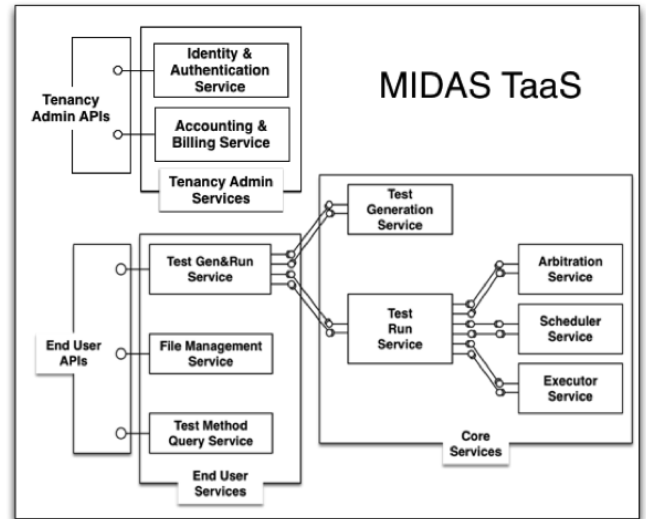 MIDAS TaaS
Identity &
Authentication
Service
Tenancy
Admin APIs
Accounting &
Billing Service
Tenancy Admin
Services
Test
Generation
Service
Test Gen&Run
Service
Arbitration
Service
Test
Run
Service
Scheduler
Service
End User
APIs
File Management
Service
Executor
Service
Test Method
Query Service
Core
Services
End User
Services